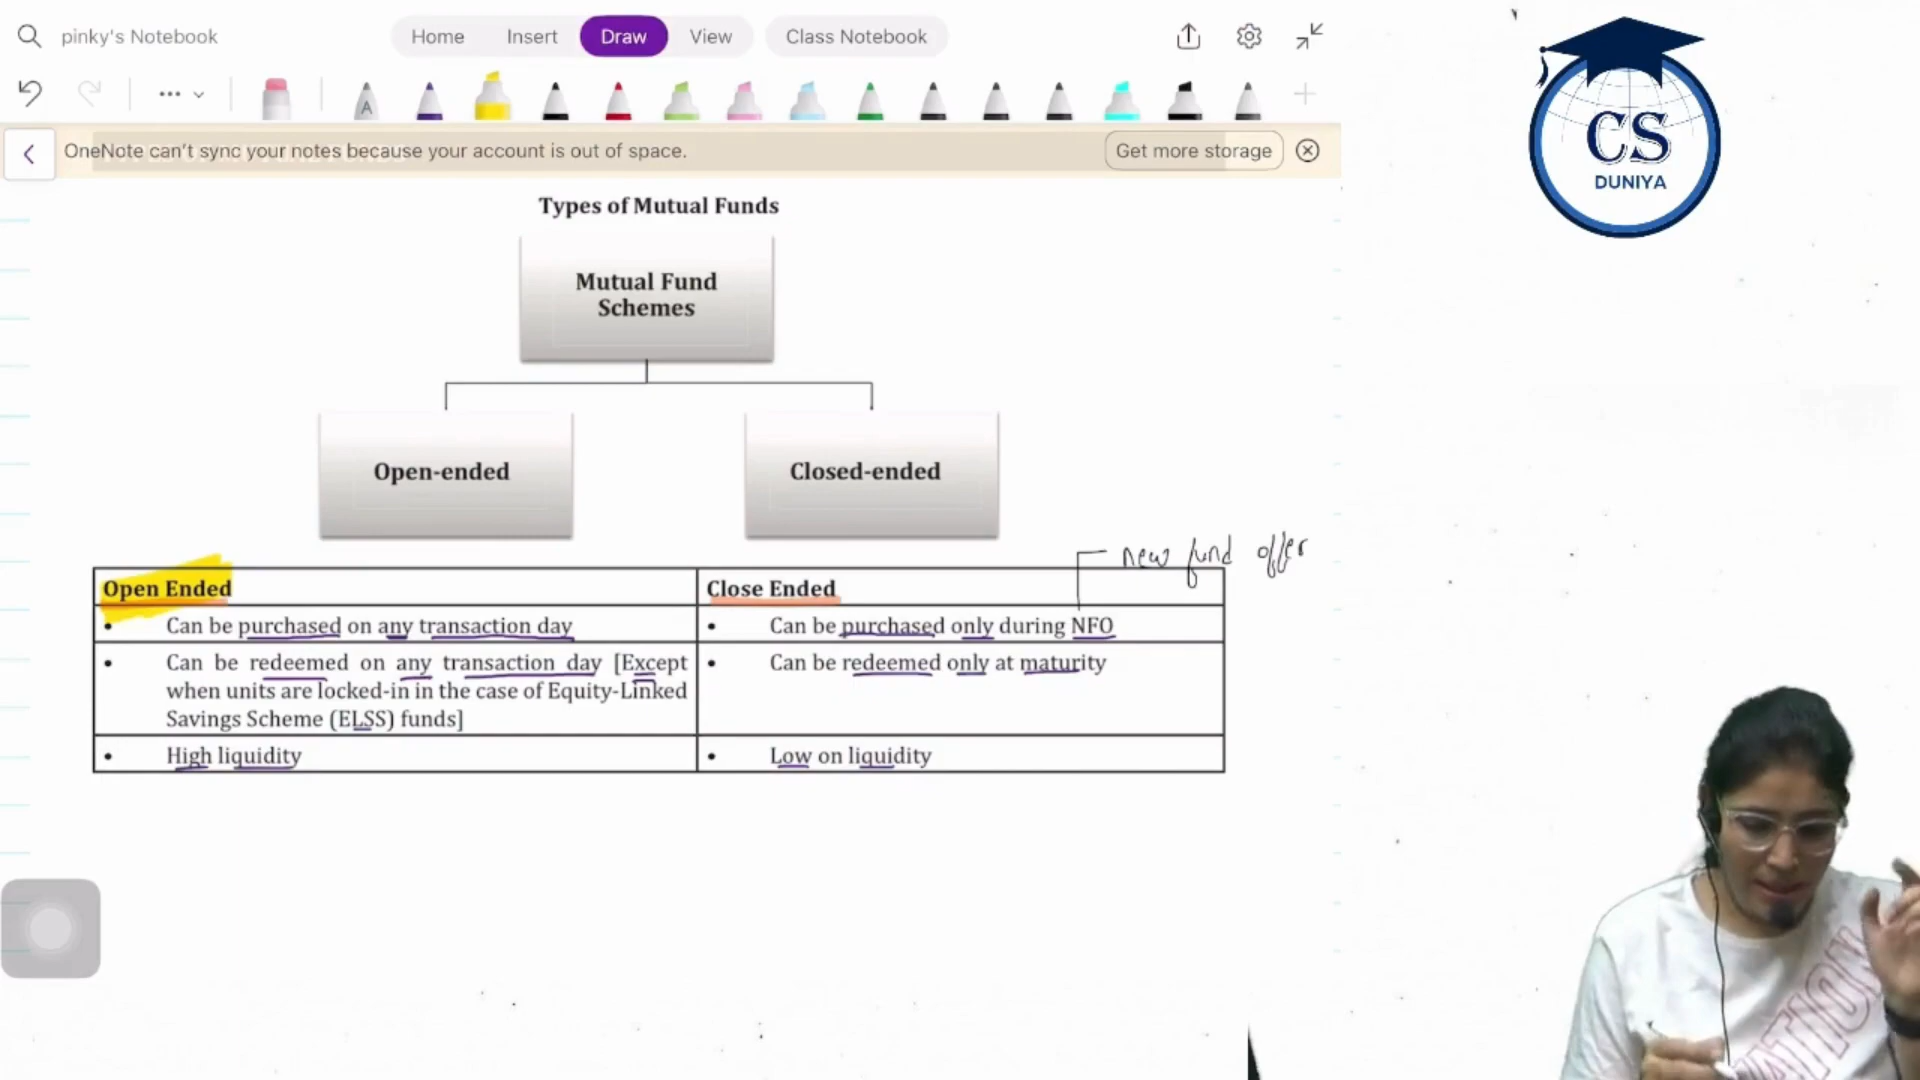 pinky's Notebook
Home Insert Draw View Class Notebook
A
OneNote can't sync your notes because your account is out of space.
Get more storage
CS
DUNIYA
Types of Mutual Funds
Mutual Fund
Schemes
Open-ended
Closed-ended
new fund offer
Open Ended
Close Ended
• Can be purchased on any transaction day
• Can be purchased only during NFO
• Can be redeemed on any transaction day [Except
when units are locked-in in the case of Equity-Linked
Savings Scheme (ELSS) funds]
• Can be redeemed only at maturity
• High liquidity
• Low on liquidity
NATION